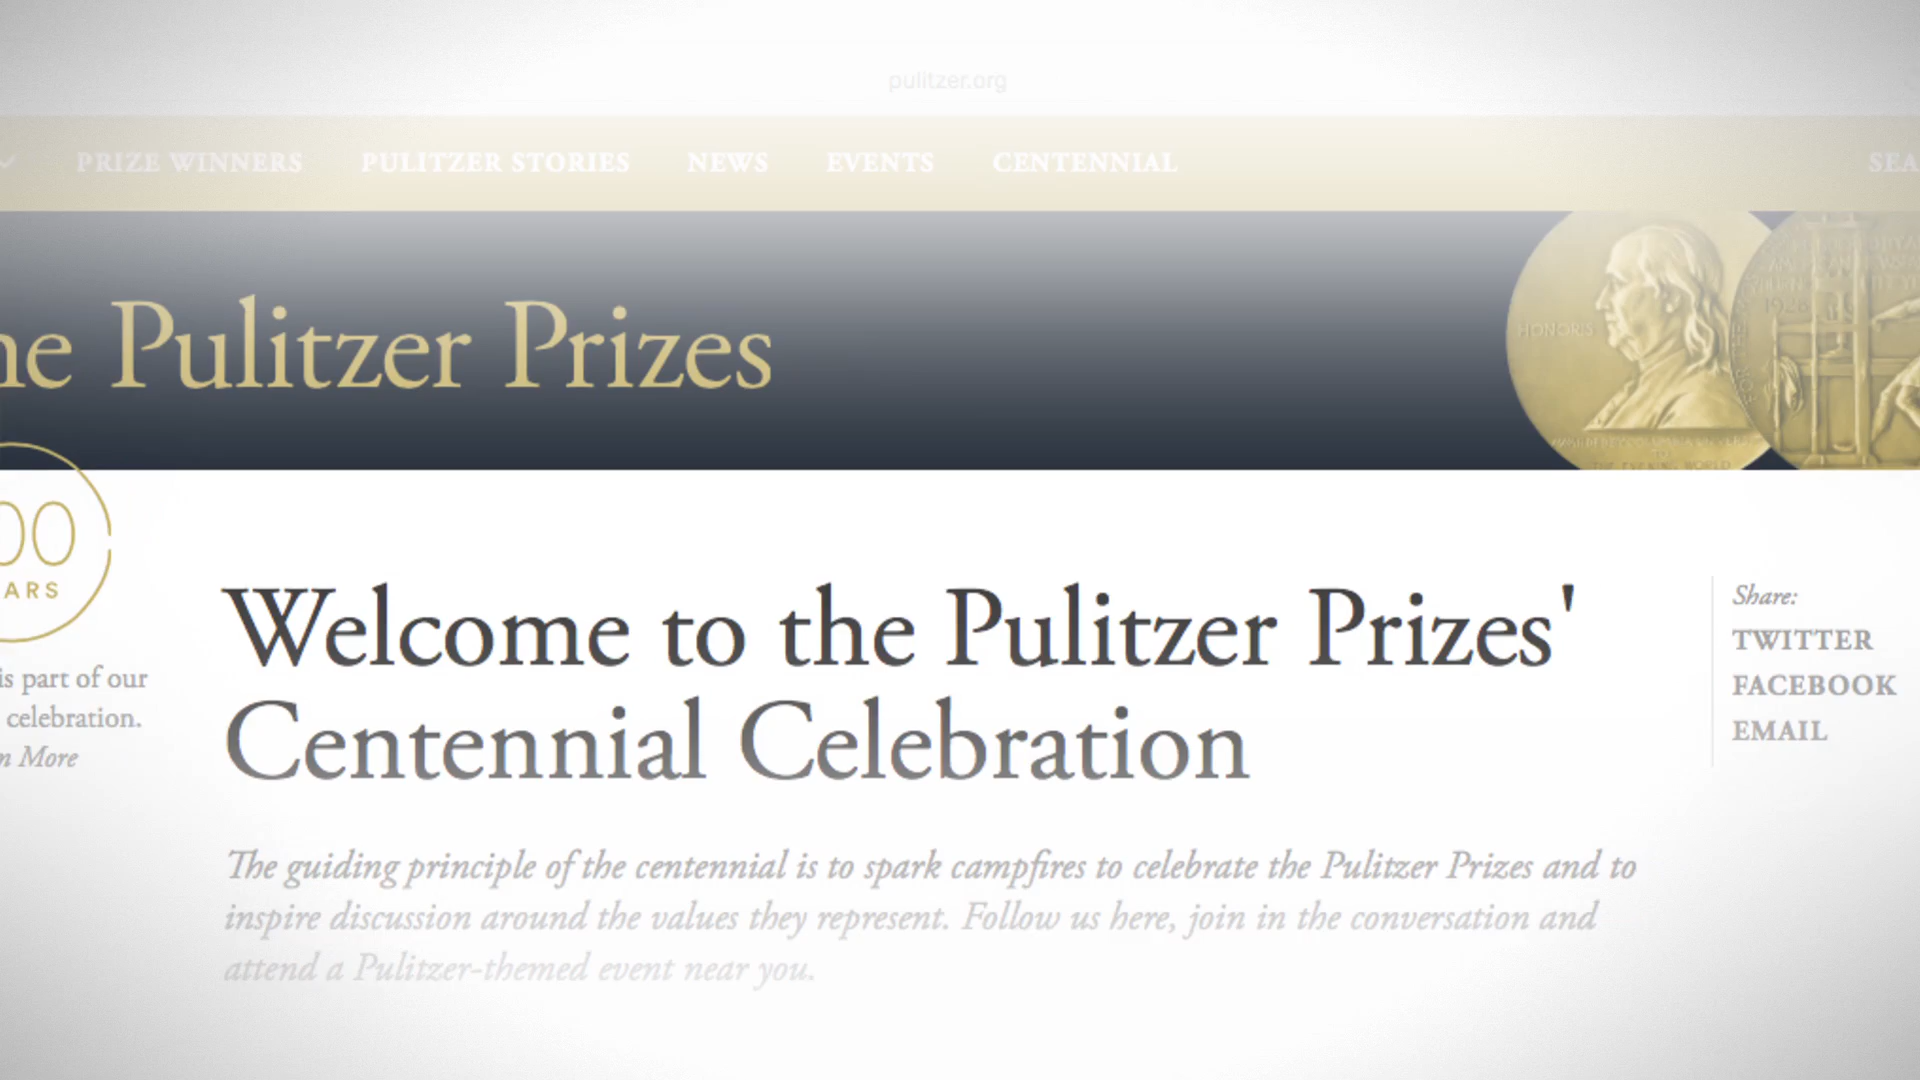 pulitzer.org
PRIZE WINNERS PULITZER STORIES NEWS EVENTS CENTENNIAL SEA
he Pulitzer Prizes
HONORIS
1928
00
ARS
is part of our
celebration.
n More
Welcome to the Pulitzer Prizes'
Centennial Celebration
The guiding principle of the centennial is to spark campfires to celebrate the Pulitzer Prizes and to
inspire discussion around the values they represent. Follow us here, join in the conversation and
attend a Pulitzer-themed event near you.
Share:
TWITTER
FACEBOOK
EMAIL